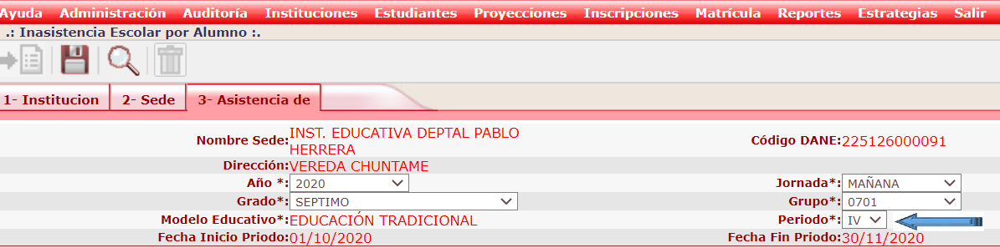 Ayuda Administración Auditoría Instituciones Estudiantes Proyecciones Inscripciones Matrícula Reportes Estrategias Salir
.: Inasistencia Escolar por Alumno :.
1- Institucion 2- Sede 3- Asistencia de
Nombre Sede: INST. EDUCATIVA DEPTAL PABLO HERRERA Código DANE: 225126000091
Dirección: VEREDA CHUNTAME
Año *: 2020 Jornada*: MAÑANA
Grado*: SEPTIMO Grupo*: 0701
Modelo Educativo*: EDUCACIÓN TRADICIONAL Periodo*: IV
Fecha Inicio Priodo: 01/10/2020 Fecha Fin Priodo: 30/11/2020